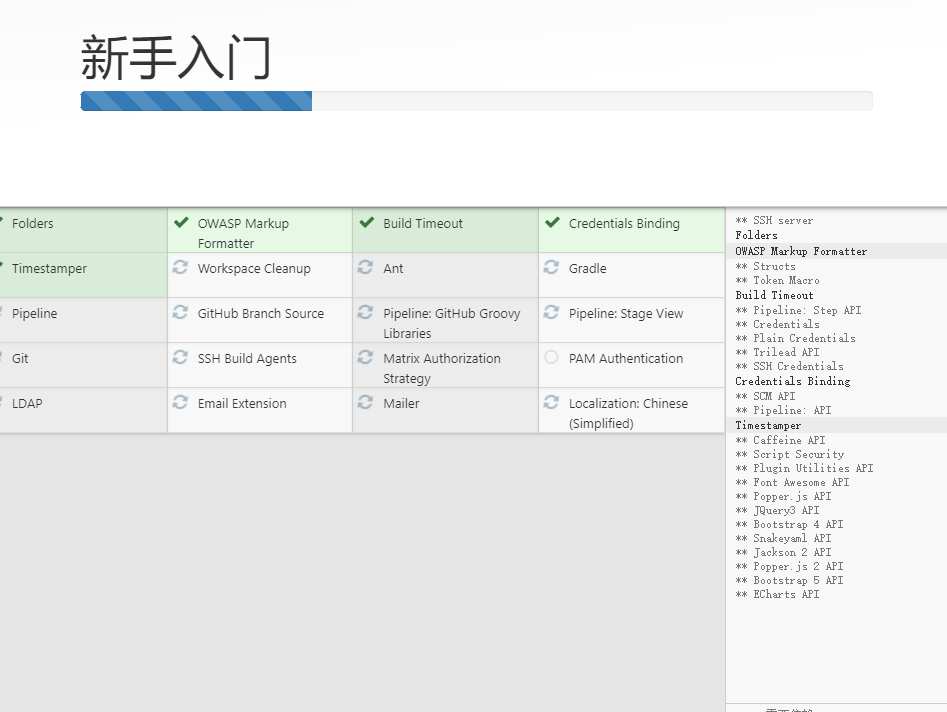 新手入门
Folders
OWASP Markup
Formatter
Build Timeout
Credentials Binding
Timestamper
Workspace Cleanup
Ant
Gradle
Pipeline
GitHub Branch Source
Pipeline: GitHub Groovy
Libraries
Pipeline: Stage View
Git
SSH Build Agents
Matrix Authorization
Strategy
PAM Authentication
LDAP
Email Extension
Mailer
Localization: Chinese
(Simplified)
** SSH server
Folders
OWASP Markup Formatter
** Structs
** Token Macro
Build Timeout
** Pipeline: Step API
** Credentials
** Plain Credentials
** Trilead API
** SSH Credentials
Credentials Binding
** SCM API
** Pipeline: API
Timestamper
** Caffeine API
** Script Security
** Plugin Utilities API
** Font Awesome API
** Popper.js API
** JQuery3 API
** Bootstrap 4 API
** Snakeyaml API
** Jackson 2 API
** Popper.js 2 API
** Bootstrap 5 API
** ECharts API